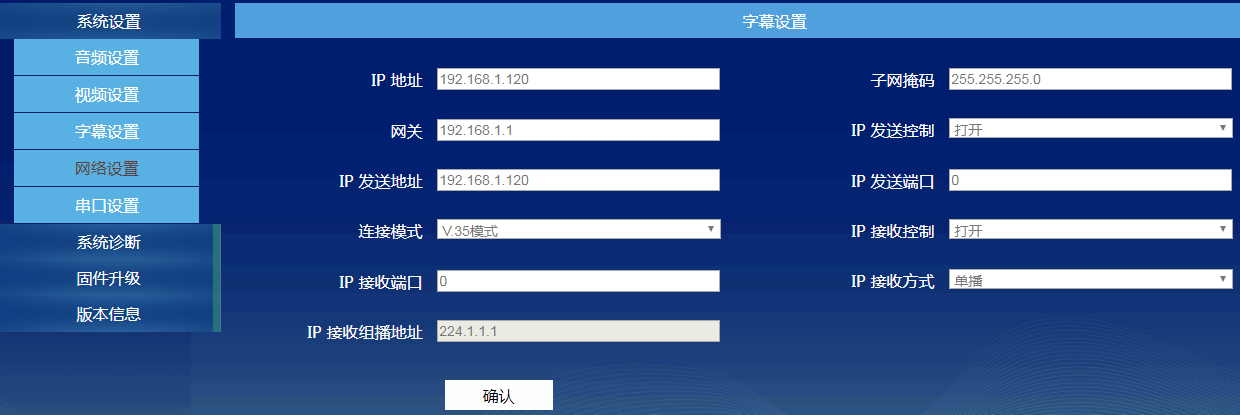 系统设置
音频设置
视频设置
字幕设置
网络设置
串口设置
系统诊断
固件升级
版本信息
字幕设置
IP 地址 192.168.1.120 子网掩码 255.255.255.0
网关 192.168.1.1 IP 发送控制 打开
IP 发送地址 192.168.1.120 IP 发送端口 0
连接模式 V.35模式 IP 接收控制 打开
IP 接收端口 0 IP 接收方式 单播
IP 接收组播地址 224.1.1.1
确认